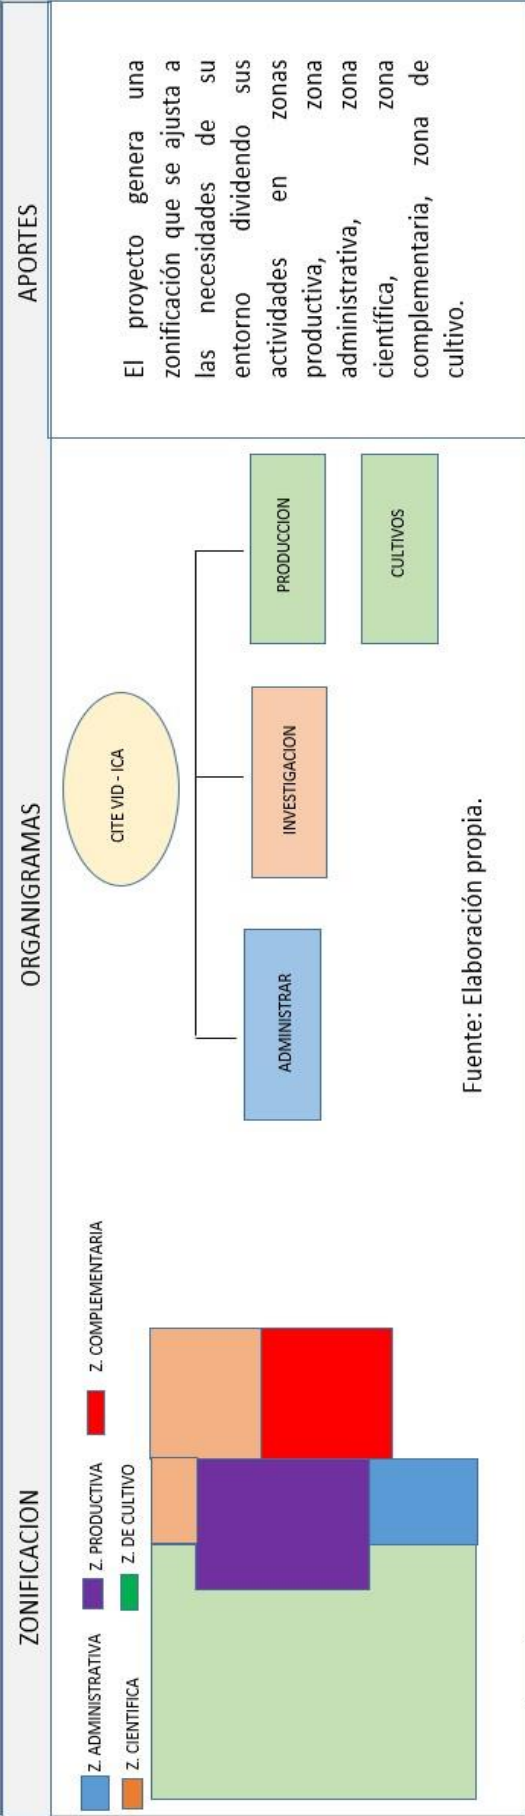 ZONIFICACION
Z. ADMINISTRATIVA
Z. PRODUCTIVA
Z. COMPLEMENTARIA
Z. CIENTIFICA
Z. DE CULTIVO
ORGANIGRAMAS
CITE VID - ICA
ADMINISTRAR
INVESTIGACION
PRODUCCION
CULTIVOS
Fuente: Elaboración propia.
APORTES
El proyecto genera una
zonificación que se ajusta a
las necesidades de su
entorno dividendo sus
actividades en zonas
productiva, zona
administrativa, zona
científica, zona
complementaria, zona de
cultivo.